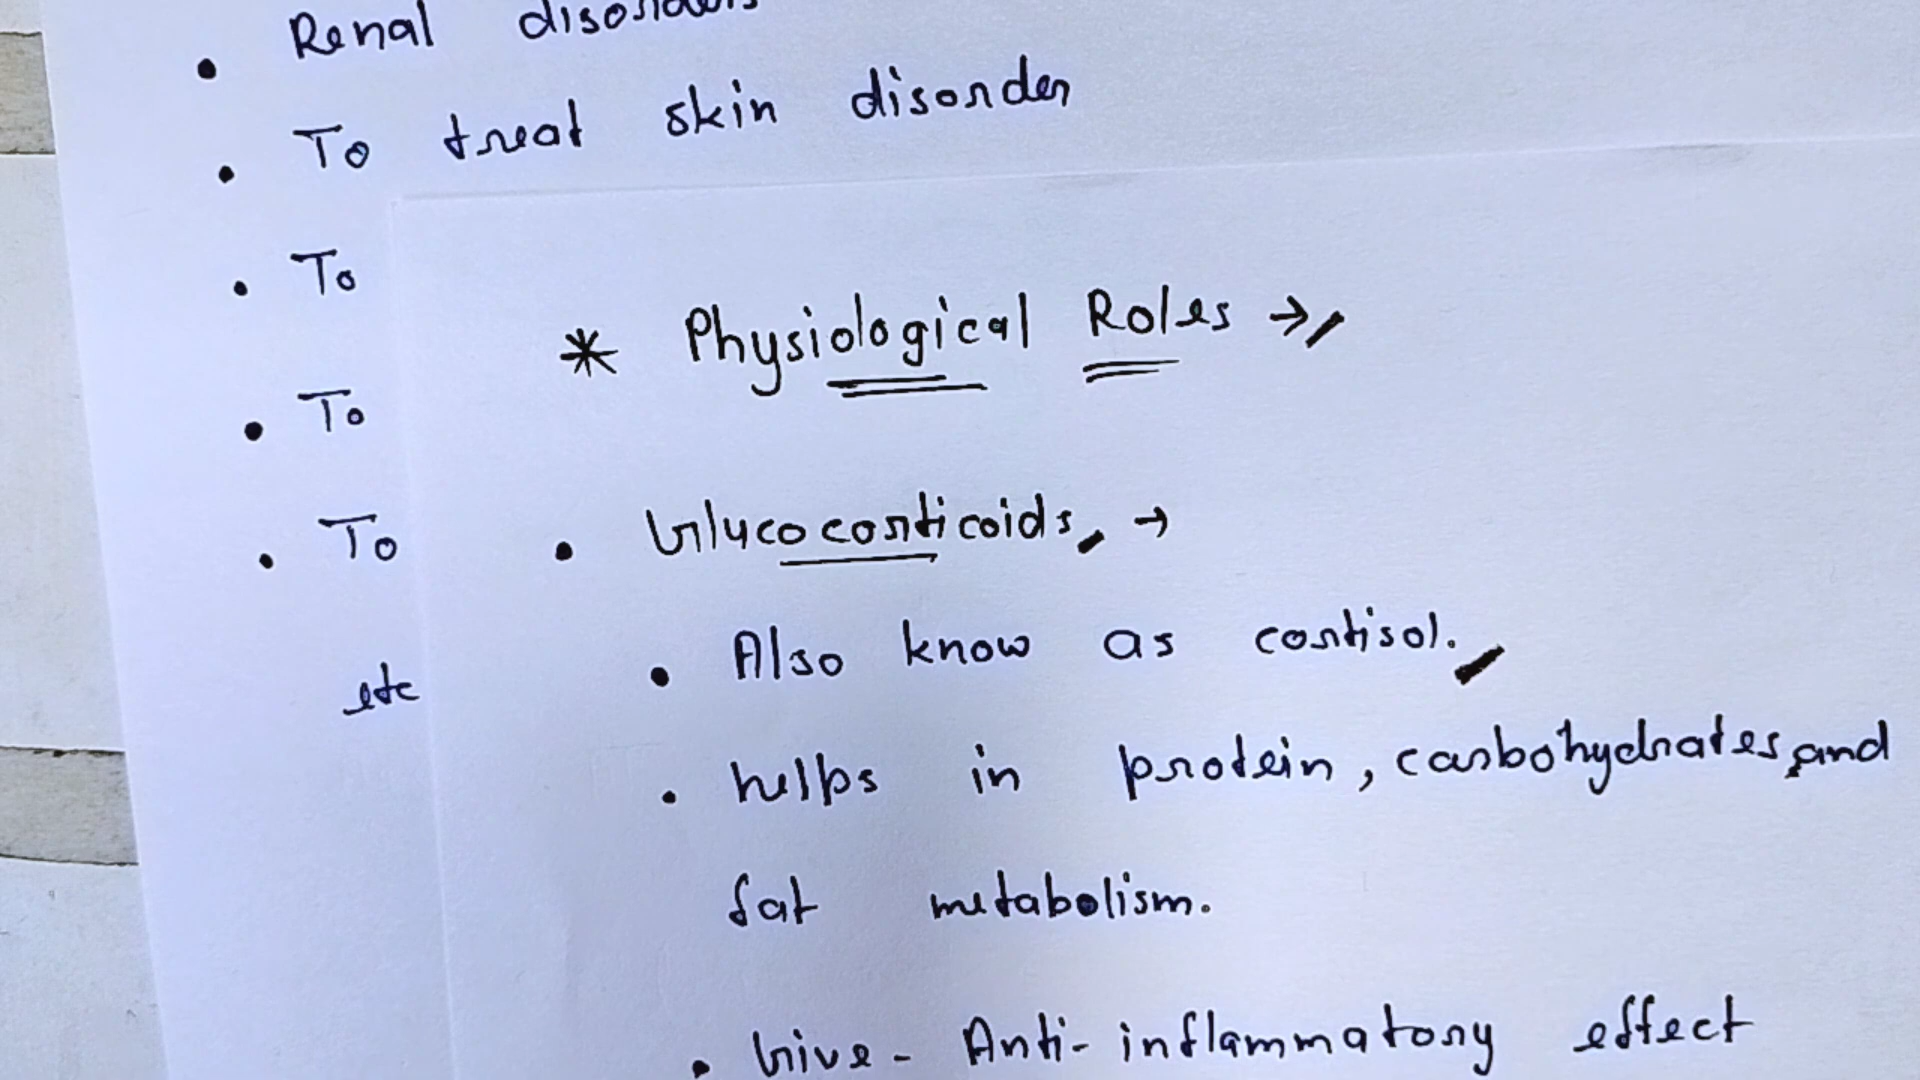 • Renal disorders
• To treat skin disorder
• To
• To
• To
etc
* Physiological Roles →
• Glucocorticoids →
• Also know as cortisol.
• helps in protein, carbohydrates, and
fat metabolism.
• Give - Anti-inflammatory effect